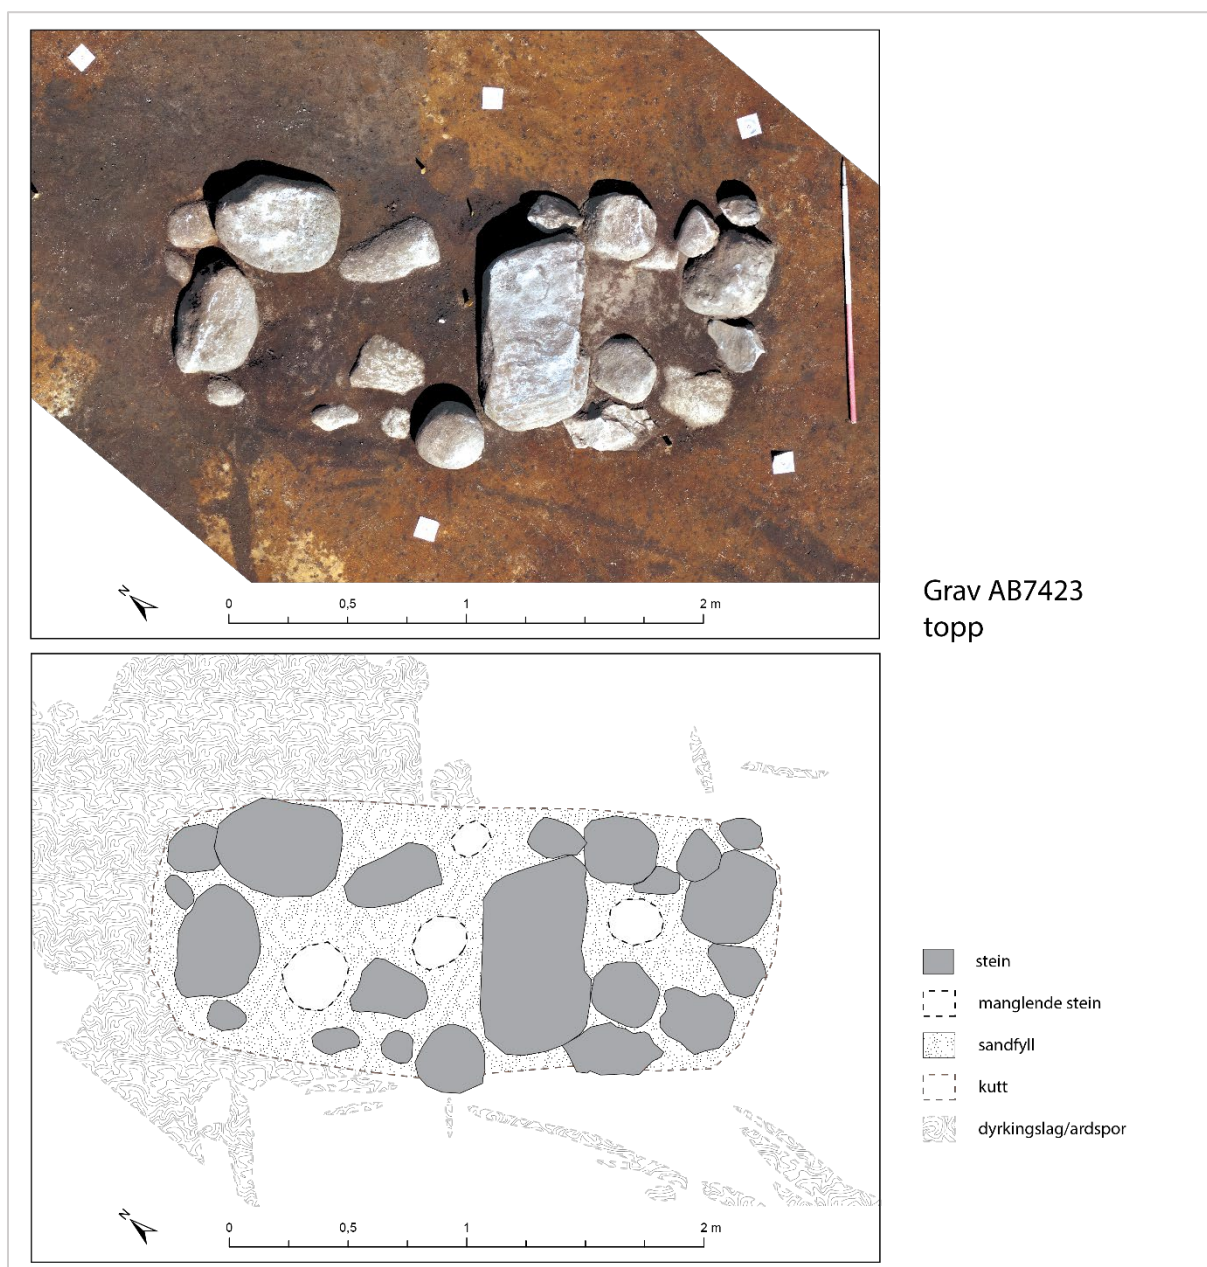 N
0
0,5
1
2 m
Grav AB7423
topp
stein
manglende stein
sandfyll
kutt
dyrkingslag/ardspor
N
0
0,5
1
2 m